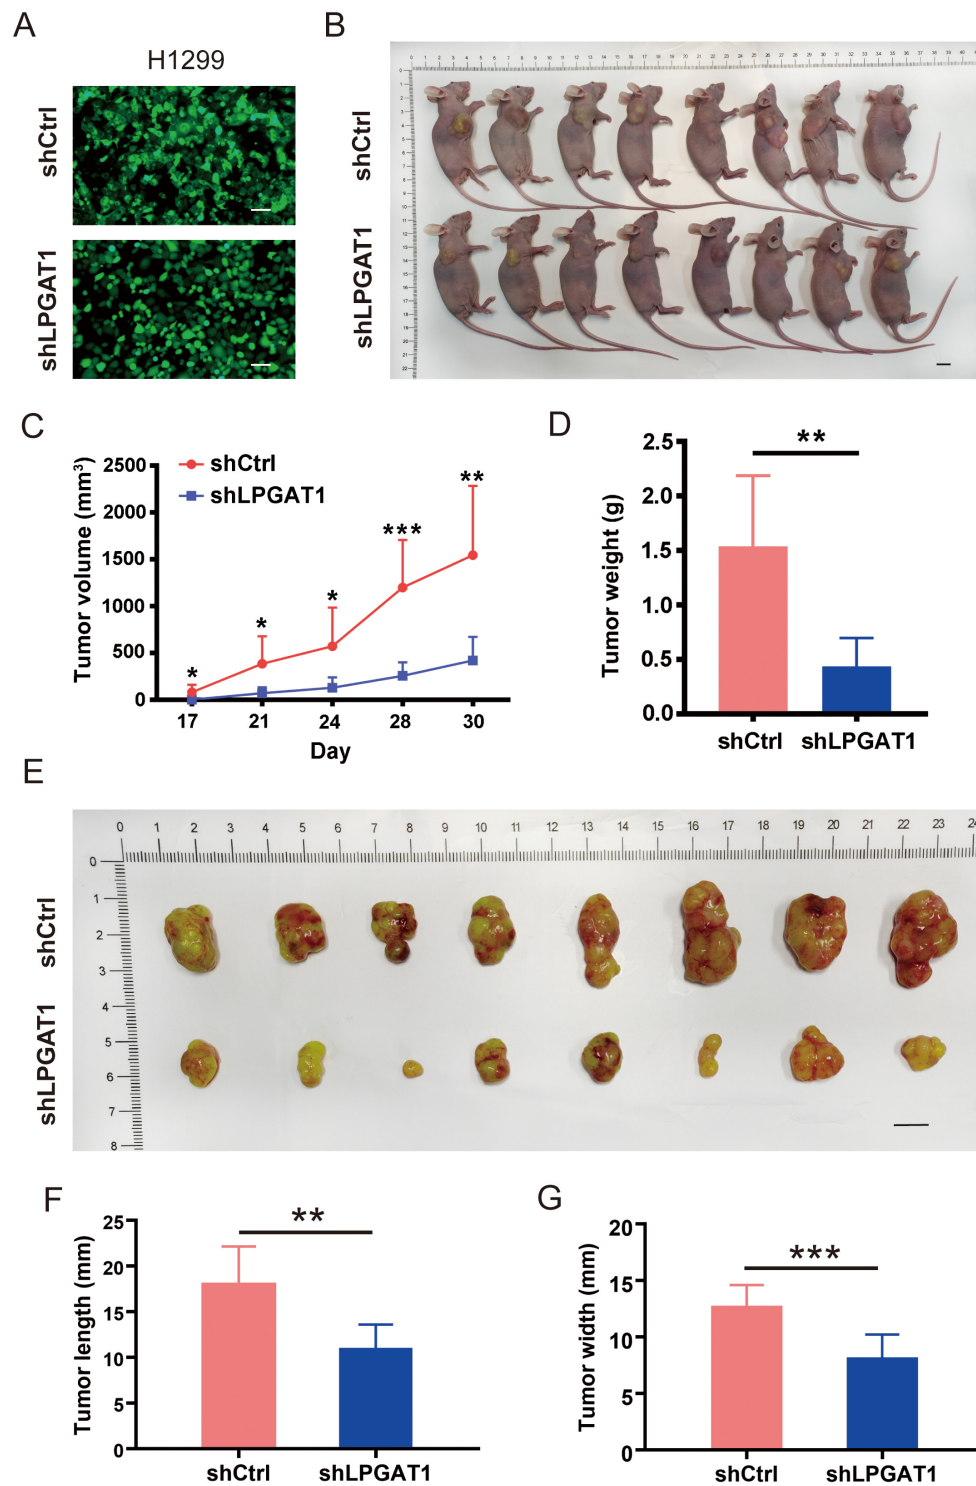 A
H1299
shCtrl
shLPGAT1
B
shCtrl
shLPGAT1
C
Tumor volume (mm³)
2500
2000
1500
1000
500
0
shCtrl
shLPGAT1
*
*
*
***
**
17 21 24 28 30
Day
D
Tumor weight (g)
2.5
2.0
1.5
1.0
0.5
0.0
**
shCtrl shLPGAT1
E
0 1 2 3 4 5 6 7 8 9 10 11 12 13 14 15 16 17 18 19 20 21 22 23 24
0
1
2
3
4
5
6
7
8
shCtrl
shLPGAT1
F
Tumor length (mm)
25
20
15
10
5
0
**
shCtrl shLPGAT1
G
Tumor width (mm)
20
15
10
5
0
***
shCtrl shLPGAT1